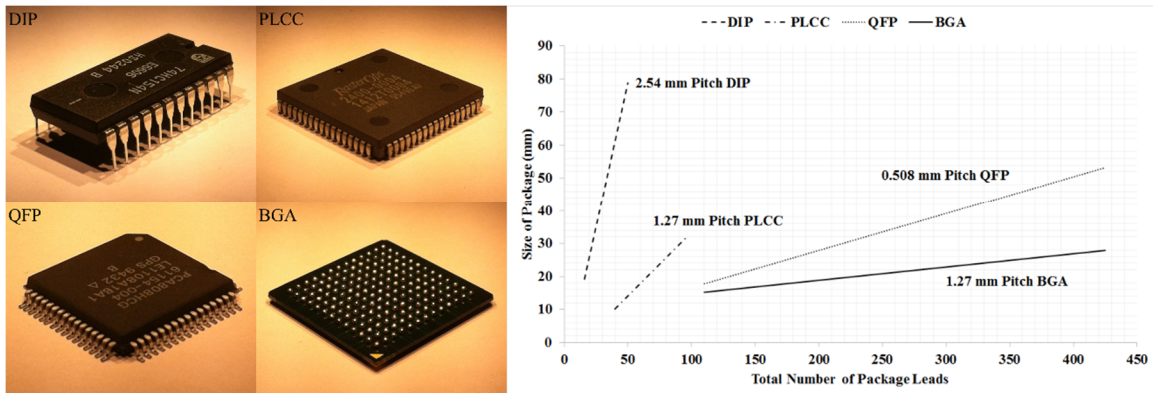 DIP
PLCC
74HC154N
E8606
HS0244 B
QFP
BGA
DIP PLCC QFP BGA
Size of Package (mm)
90
80
70
60
50
40
30
20
10
0
2.54 mm Pitch DIP
0.508 mm Pitch QFP
1.27 mm Pitch PLCC
1.27 mm Pitch BGA
0 50 100 150 200 250 300 350 400 450
Total Number of Package Leads